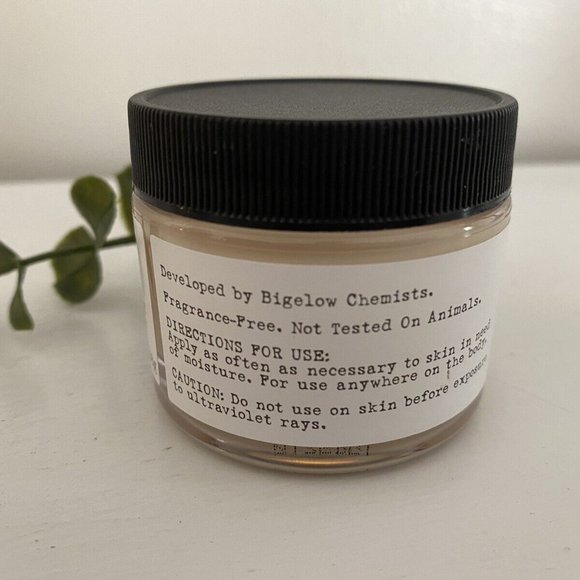 Developed by Bigelow Chemists.
Fragrance-Free. Not Tested On Animals.
DIRECTIONS FOR USE:
Apply as often as necessary to skin in need
of moisture. For use anywhere on the body.
CAUTION: Do not use on skin before exposure
to ultraviolet rays.